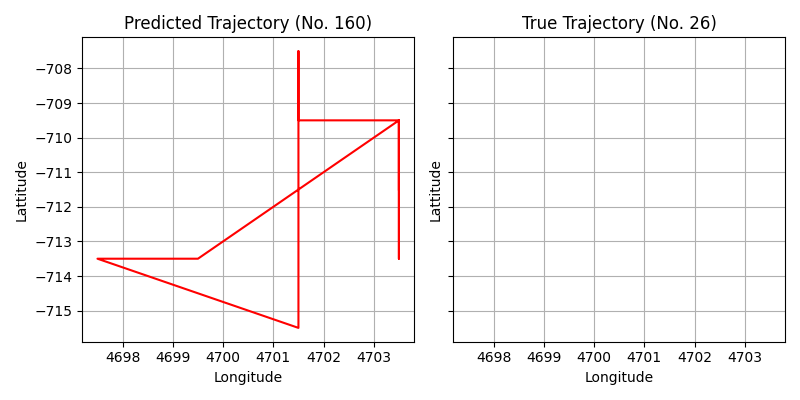 Predicted Trajectory (No. 160)
True Trajectory (No. 26)
−708
−709
−710
−711
−712
−713
−714
−715
Lattitude
Lattitude
4698 4699 4700 4701 4702 4703
4698 4699 4700 4701 4702 4703
Longitude
Longitude